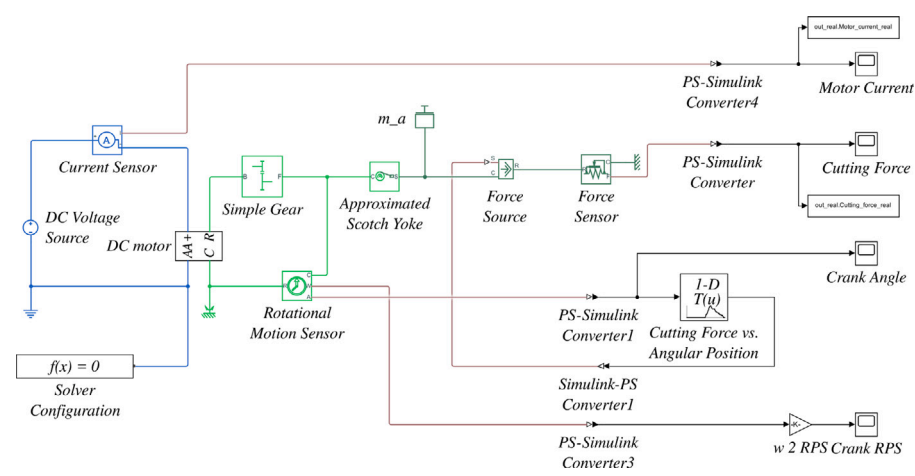 out_real.Motor_current_real
PS-Simulink
Converter4
Motor Current
m_a
A
Current Sensor
S
R
C
PS-Simulink
Converter
Cutting Force
B
F
Simple Gear
C
S
Approximated
Scotch Yoke
Force
Source
Force
Sensor
out_real.Cutting_force_real
DC Voltage
Source
DC motor
AA+
C R
C
R
W
A
Rotational
Motion Sensor
Crank Angle
1-D
T(u)
PS-Simulink
Converter1
Cutting Force vs.
Angular Position
f(x) = 0
Solver
Configuration
Simulink-PS
Converter1
-K-
PS-Simulink
Converter3
w 2 RPS
Crank RPS